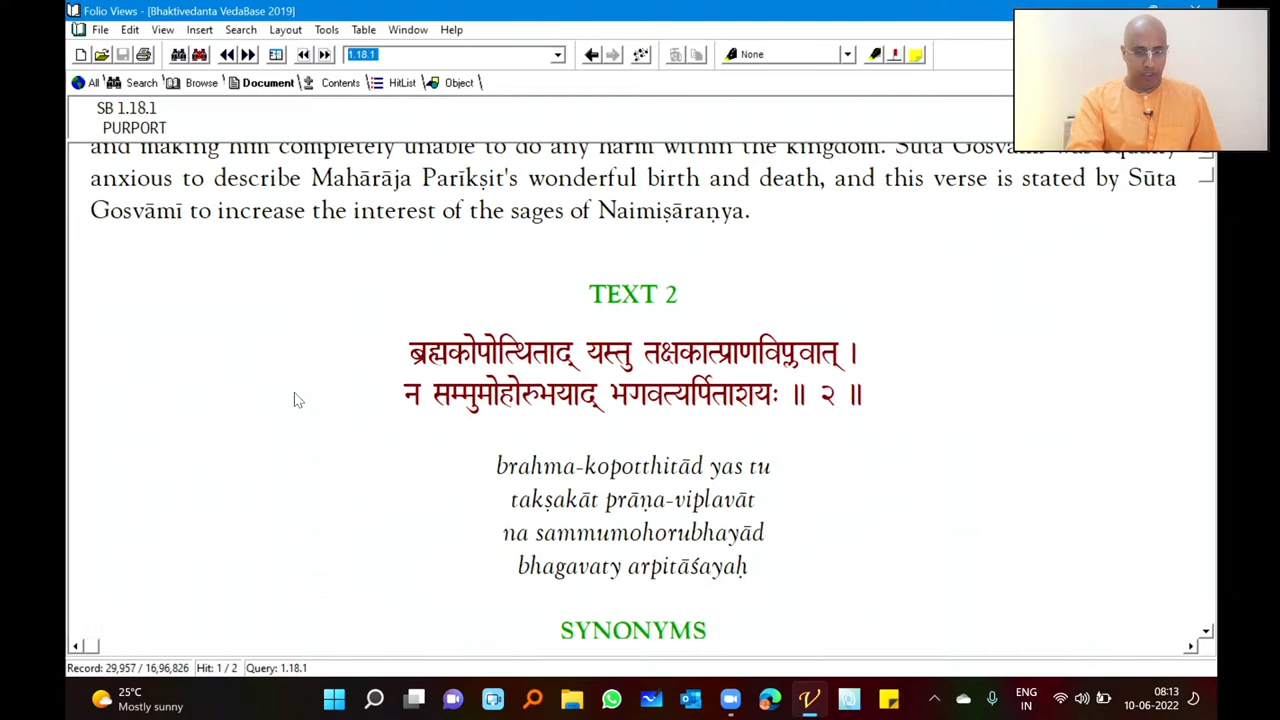 Folio Views - [Bhaktivedanta VedaBase 2019]
File Edit View Insert Search Layout Tools Table Window Help
1.18.1 None
All Search Browse Document Contents HitList Object
SB 1.18.1
PURPORT
and making him completely unable to do any harm within the kingdom. Sūta Gosvāmī was equally
anxious to describe Mahārāja Parīkṣit's wonderful birth and death, and this verse is stated by Sūta
Gosvāmī to increase the interest of the sages of Naimiṣāraṇya.
TEXT 2
ब्रह्मकोपोत्थिताद् यस्तु तक्षकात्प्राणविप्लवात् ।
न सम्मुमोहोरुभयाद् भगवत्यर्पिताशयः ॥ २ ॥
brahma-kopotthitād yas tu
takṣakāt prāṇa-viplavāt
na sammumohorubhayād
bhagavaty arpitāśayaḥ
SYNONYMS
Record: 29,957 / 16,96,826 Hit: 1 / 2 Query: 1.18.1
25°C
Mostly sunny
ENG
IN
08:13
10-06-2022